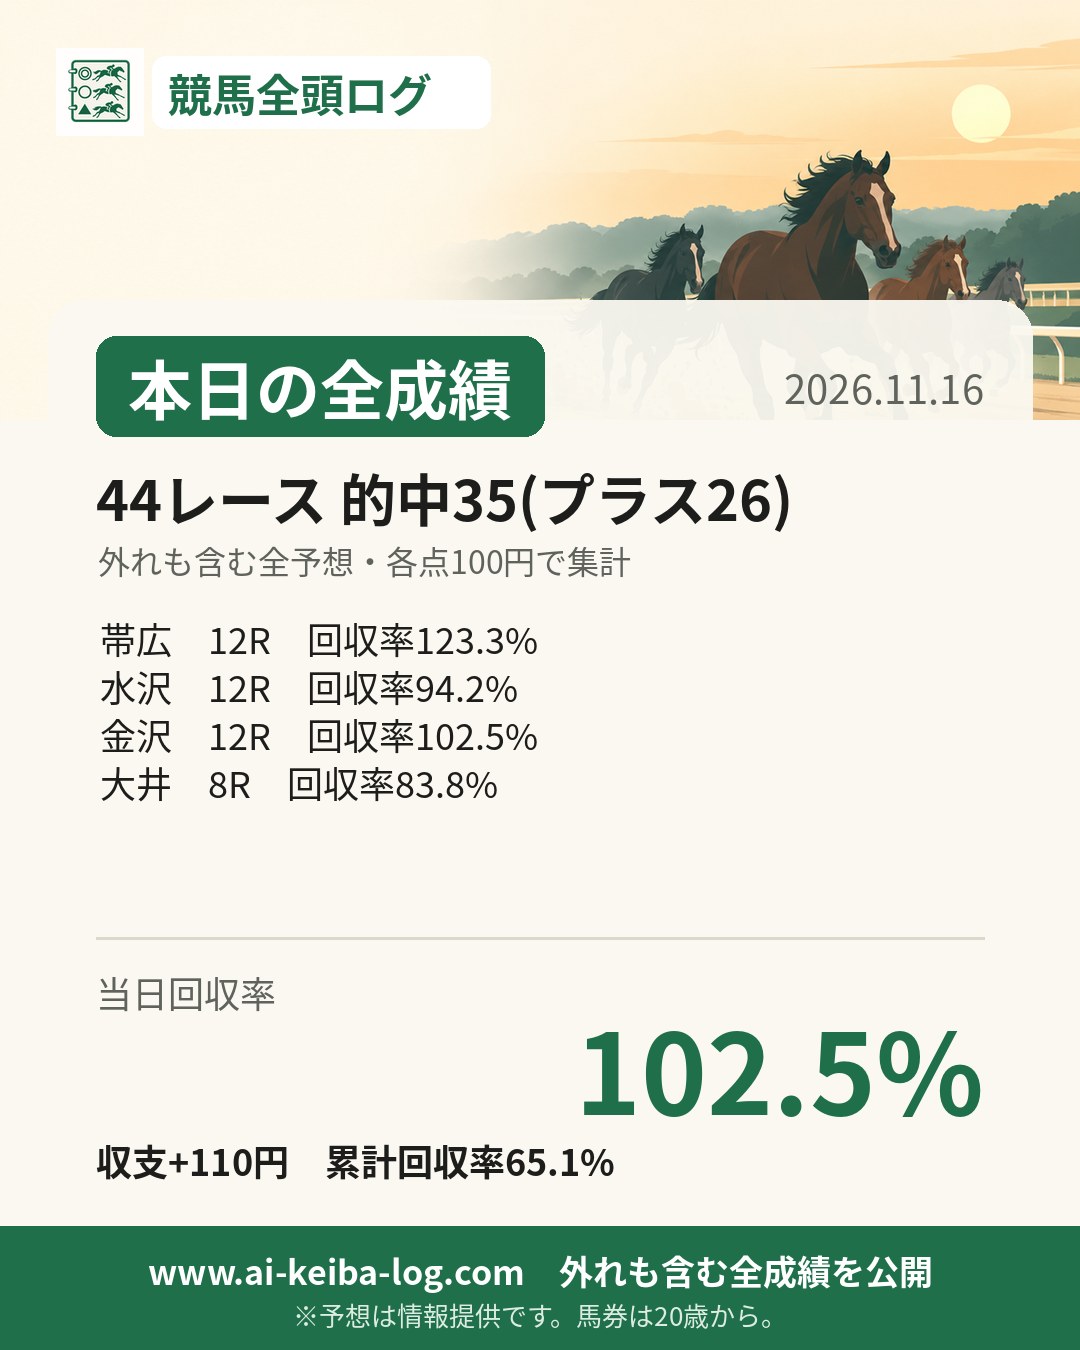 競馬全頭ログ
本日の全成績
2026.11.16
44レース 的中35(プラス26)
外れも含む全予想・各点100円で集計
帯広　12R　回収率123.3%
水沢　12R　回収率94.2%
金沢　12R　回収率102.5%
大井　8R　回収率83.8%
当日回収率
102.5%
収支+110円　累計回収率65.1%
www.ai-keiba-log.com　外れも含む全成績を公開
※予想は情報提供です。馬券は20歳から。